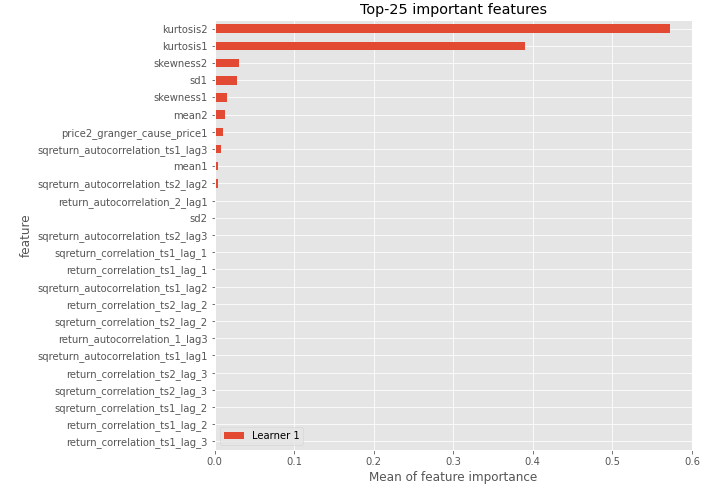 Top-25 important features
kurtosis2
kurtosis1
skewness2
sd1
skewness1
mean2
price2_granger_cause_price1
sqreturn_autocorrelation_ts1_lag3
mean1
sqreturn_autocorrelation_ts2_lag2
return_autocorrelation_2_lag1
sd2
sqreturn_autocorrelation_ts2_lag3
sqreturn_correlation_ts1_lag_1
return_correlation_ts1_lag_1
sqreturn_autocorrelation_ts1_lag2
return_correlation_ts2_lag_2
sqreturn_correlation_ts2_lag_2
return_autocorrelation_1_lag3
sqreturn_autocorrelation_ts1_lag1
return_correlation_ts2_lag_3
sqreturn_correlation_ts2_lag_3
sqreturn_correlation_ts1_lag_2
return_correlation_ts1_lag_2
return_correlation_ts1_lag_3
feature
Learner 1
0.0 0.1 0.2 0.3 0.4 0.5 0.6
Mean of feature importance